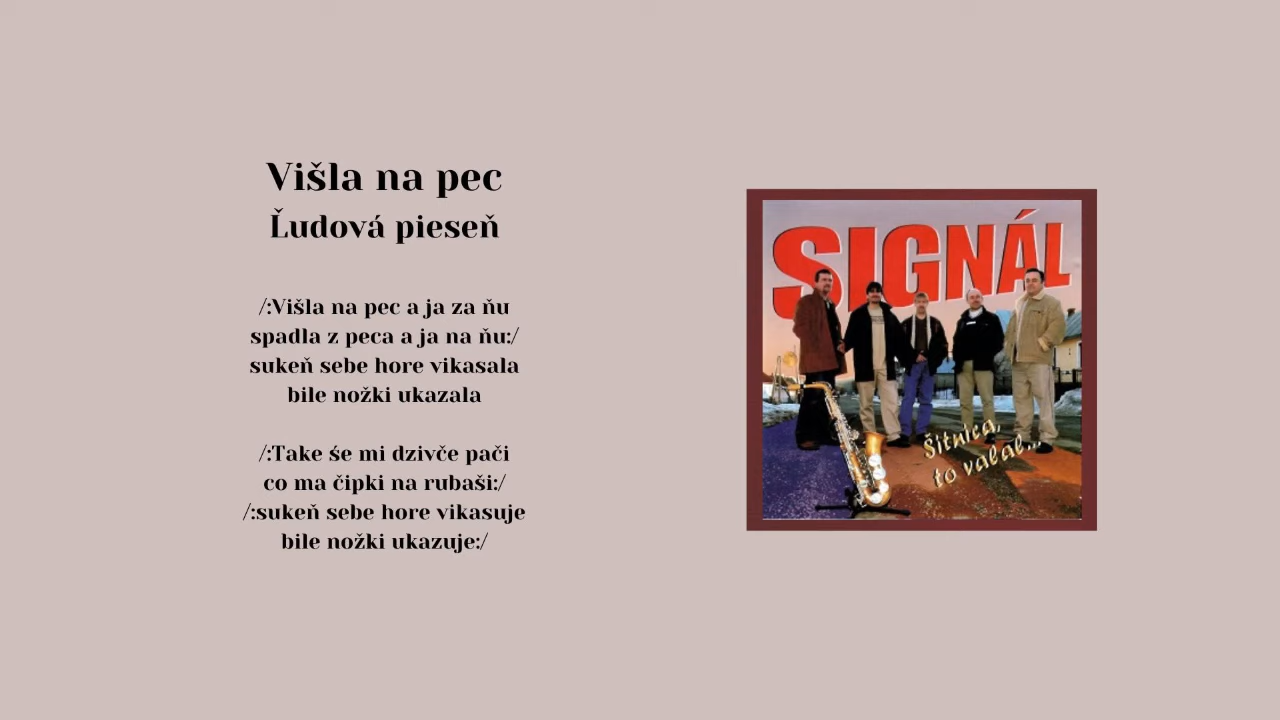 Višla na pec
Ľudová pieseň
/:Višla na pec a ja za ňu
spadla z peca a ja na ňu:/
sukeň sebe hore vikasala
bile nožki ukazala
/:Take śe mi dzivče pači
co ma čipki na rubaši:/
/:sukeň sebe hore vikasuje
bile nožki ukazuje:/
SIGNÁL
Šitnica,
to valal...